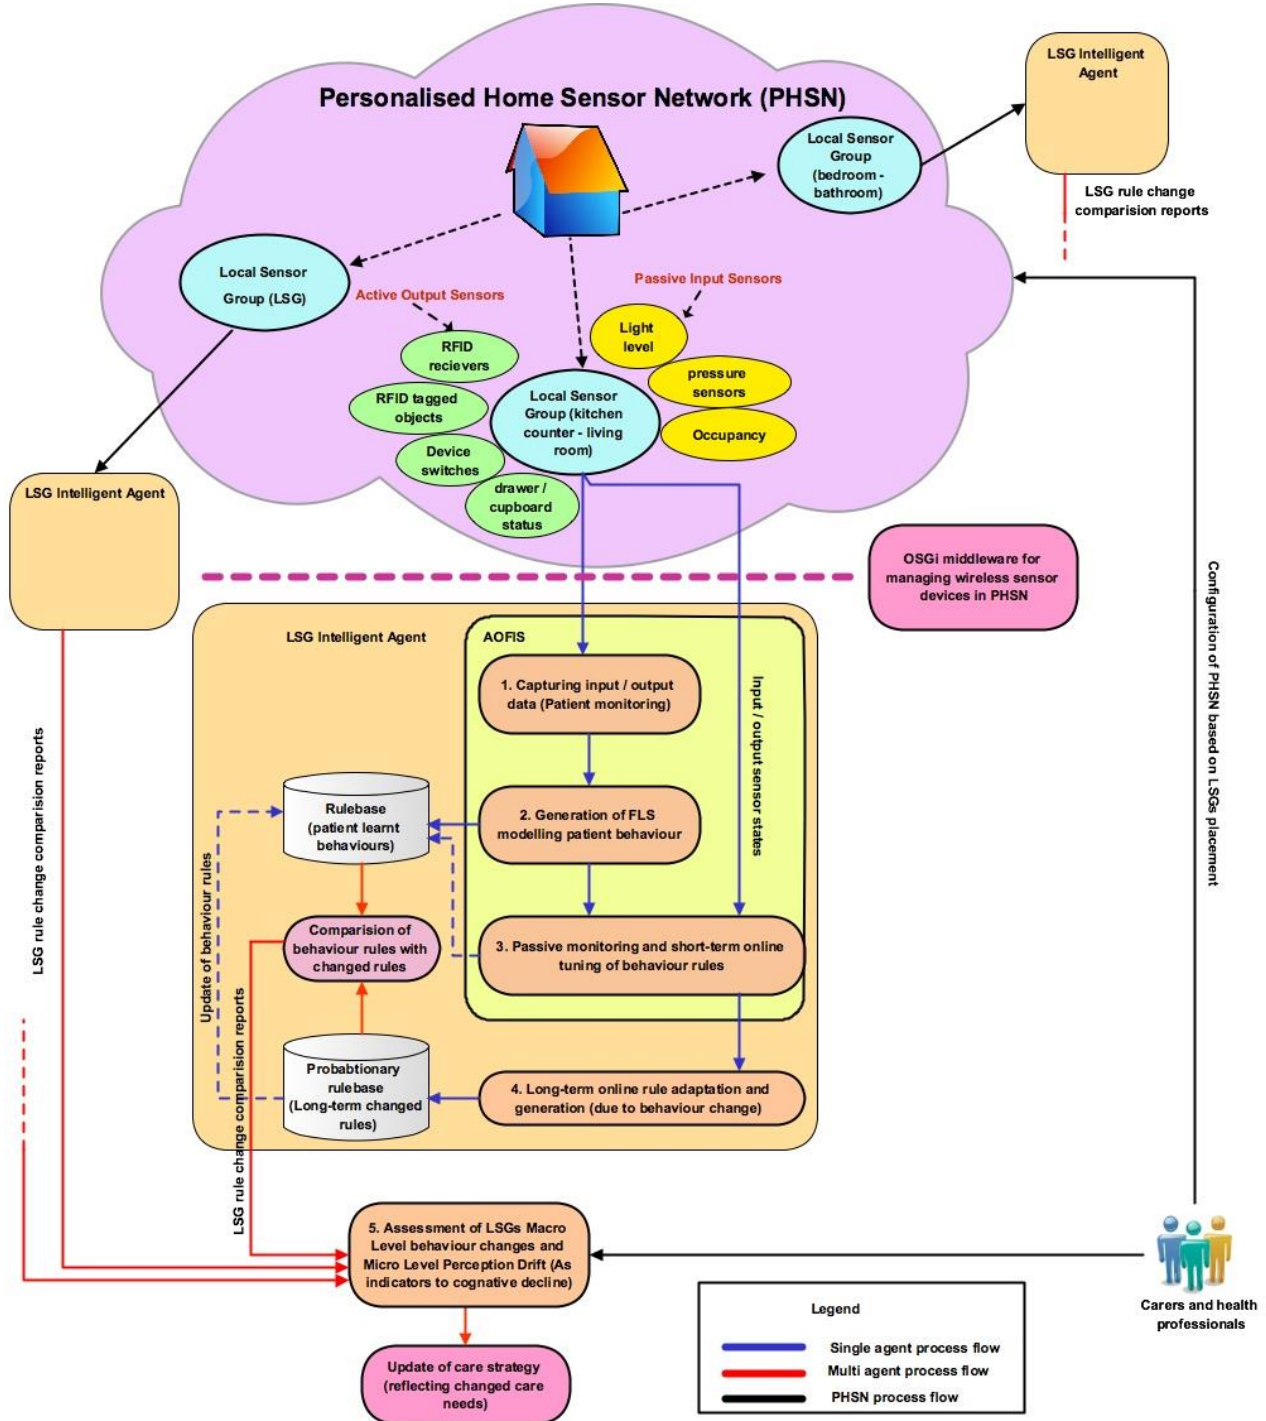 Personalised Home Sensor Network (PHSN)
LSG Intelligent
Agent
Local Sensor
Group
(bedroom -
bathroom)
LSG rule change
comparision reports
Local Sensor
Group (LSG)
Active Output Sensors
Passive Input Sensors
Light
level
RFID
recievers
pressure
sensors
RFID tagged
objects
Local Sensor
Group (kitchen
counter - living
room)
Occupancy
Device
switches
drawer /
cupboard
status
LSG Intelligent Agent
OSGi middleware for
managing wireless sensor
devices in PHSN
Configuration of PHSN based on LSGs placement
LSG Intelligent Agent
AOFIS
1. Capturing input / output
data (Patient monitoring)
Input / output sensor states
2. Generation of FLS
modelling patient behaviour
Rulebase
(patient learnt
behaviours)
LSG rule change comparision reports
Update of behaviour rules
Comparision of
behaviour rules with
changed rules
3. Passive monitoring and short-term online
tuning of behaviour rules
LSG rule change comparision reports
Probabtionary
rulebase
(Long-term changed
rules)
4. Long-term online rule adaptation and
generation (due to behaviour change)
5. Assessment of LSGs Macro
Level behaviour changes and
Micro Level Perception Drift (As
indicators to cognative decline)
Carers and health
professionals
Update of care strategy
(reflecting changed care
needs)
Legend
Single agent process flow
Multi agent process flow
PHSN process flow